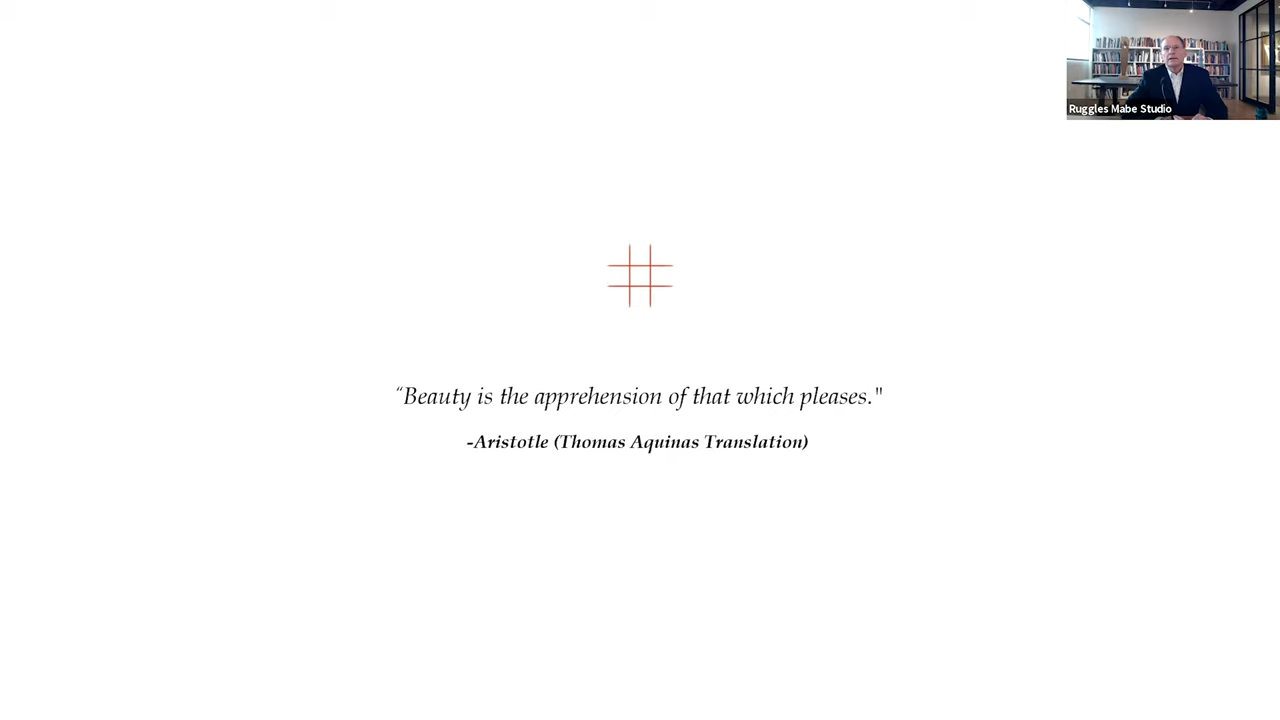 Ruggles Mabe Studio
“Beauty is the apprehension of that which pleases."
-Aristotle (Thomas Aquinas Translation)